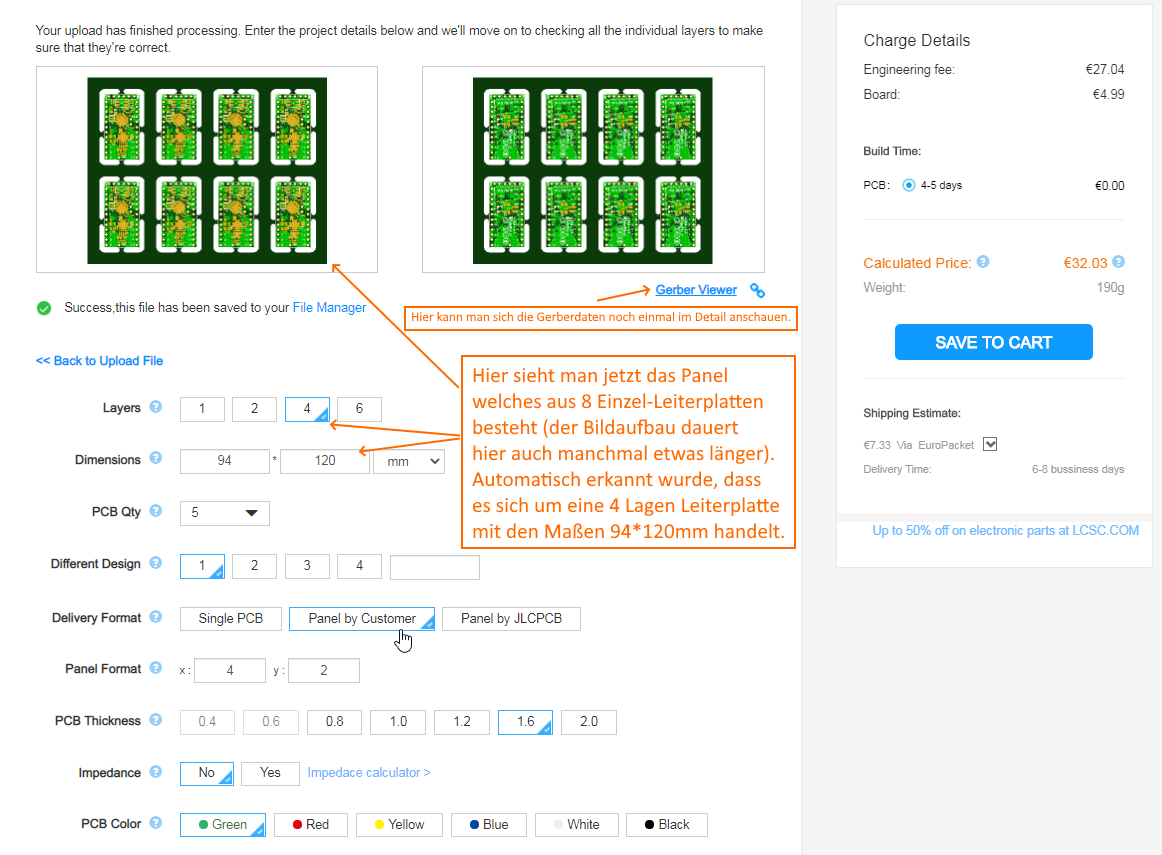 Your upload has finished processing. Enter the project details below and we'll move on to checking all the individual layers to make
sure that they're correct.
Gerber Viewer
Success,this file has been saved to your File Manager
Hier kann man sich die Gerberdaten noch einmal im Detail anschauen.
<< Back to Upload File
Hier sieht man jetzt das Panel
welches aus 8 Einzel-Leiterplatten
besteht (der Bildaufbau dauert
hier auch manchmal etwas länger).
Automatisch erkannt wurde, dass
es sich um eine 4 Lagen Leiterplatte
mit den Maßen 94*120mm handelt.
Layers ? 1 2 4 6
Dimensions ? 94 * 120 mm
PCB Qty ? 5
Different Design ? 1 2 3 4
Delivery Format ? Single PCB Panel by Customer Panel by JLCPCB
Panel Format ? x : 4 y : 2
PCB Thickness ? 0.4 0.6 0.8 1.0 1.2 1.6 2.0
Impedance ? No Yes Impedace calculator >
PCB Color ? Green Red Yellow Blue White Black
Charge Details
Engineering fee: €27.04
Board: €4.99
Build Time:
PCB: 4-5 days €0.00
Calculated Price: ? €32.03 ?
Weight: 190g
SAVE TO CART
Shipping Estimate:
€7.33 Via EuroPacket
Delivery Time: 6-8 bussiness days
Up to 50% off on electronic parts at LCSC.COM